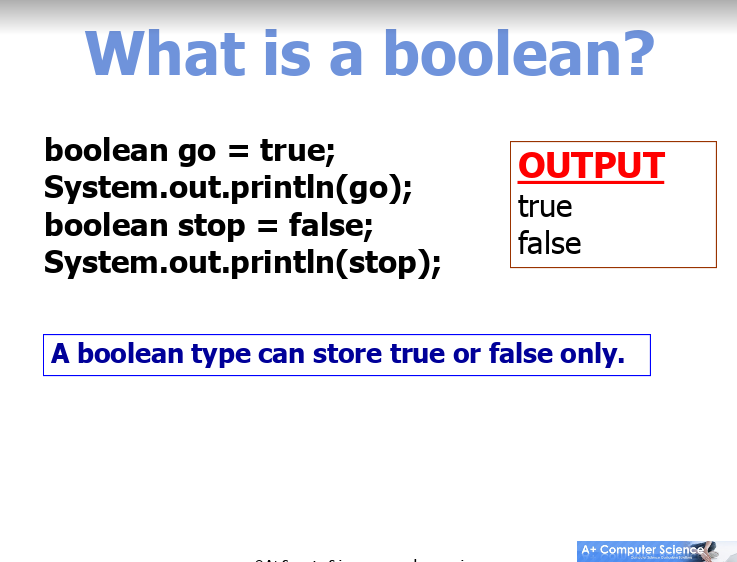 What is a boolean?
boolean go = true;
System.out.println(go);
boolean stop = false;
System.out.println(stop);
OUTPUT
true
false
A boolean type can store true or false only.
A+ Computer Science